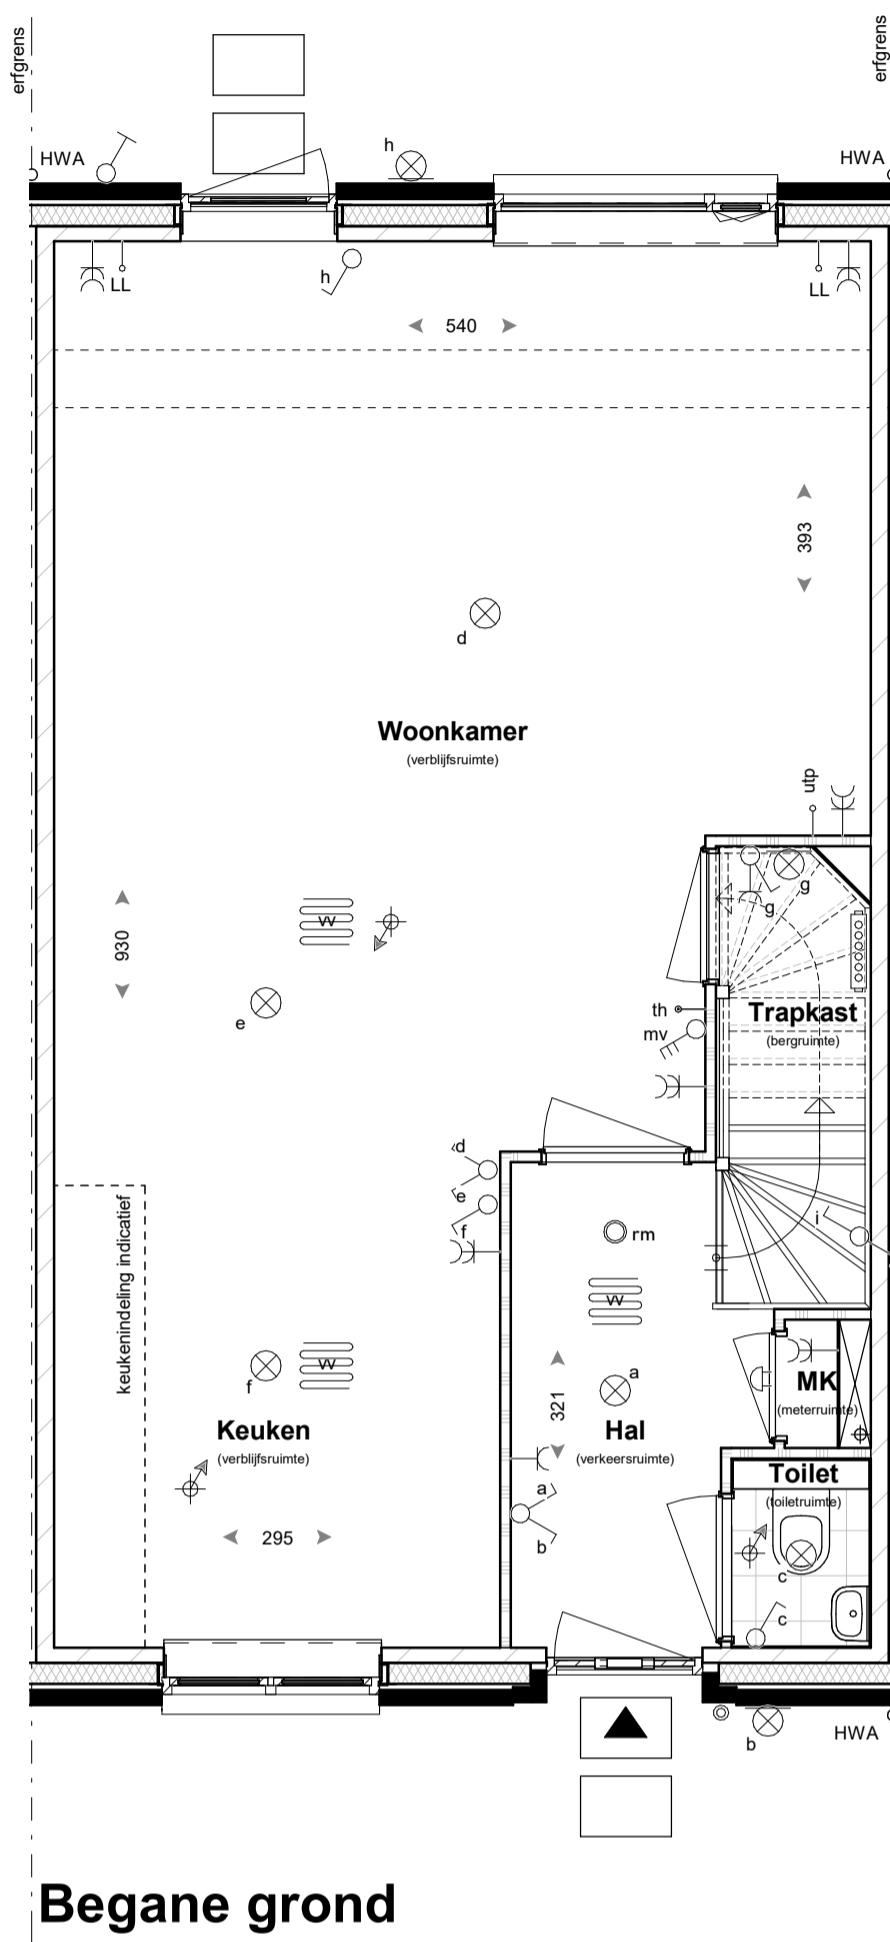 erfgrens
erfgrens
HWA
h
HWA
LL
h
LL
540
393
d
Woonkamer
(verblijfsruimte)
utp
g
g
930
vv
e
th
mv
Trapkast
(bergruimte)
d
e
f
i
rm
keukenindeling indicatief
vv
f
vv
a
321
MK
(meterruimte)
Keuken
(verblijfsruimte)
Hal
(verkeersruimte)
Toilet
(toiletruimte)
a
b
295
c
c
b
HWA
Begane grond